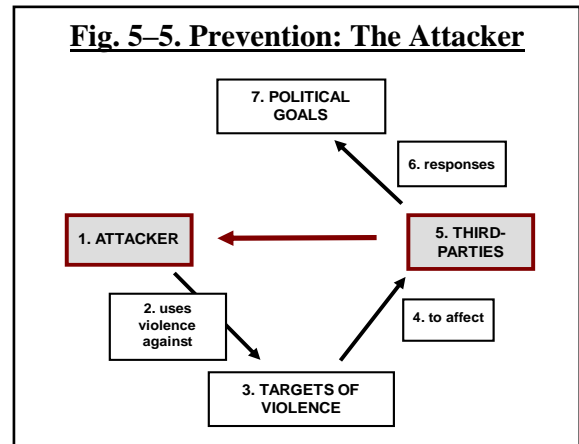 Fig. 5–5. Prevention: The Attacker
7. POLITICAL
GOALS
6. responses
1. ATTACKER
5. THIRD-
PARTIES
2. uses
violence
against
4. to affect
3. TARGETS OF
VIOLENCE